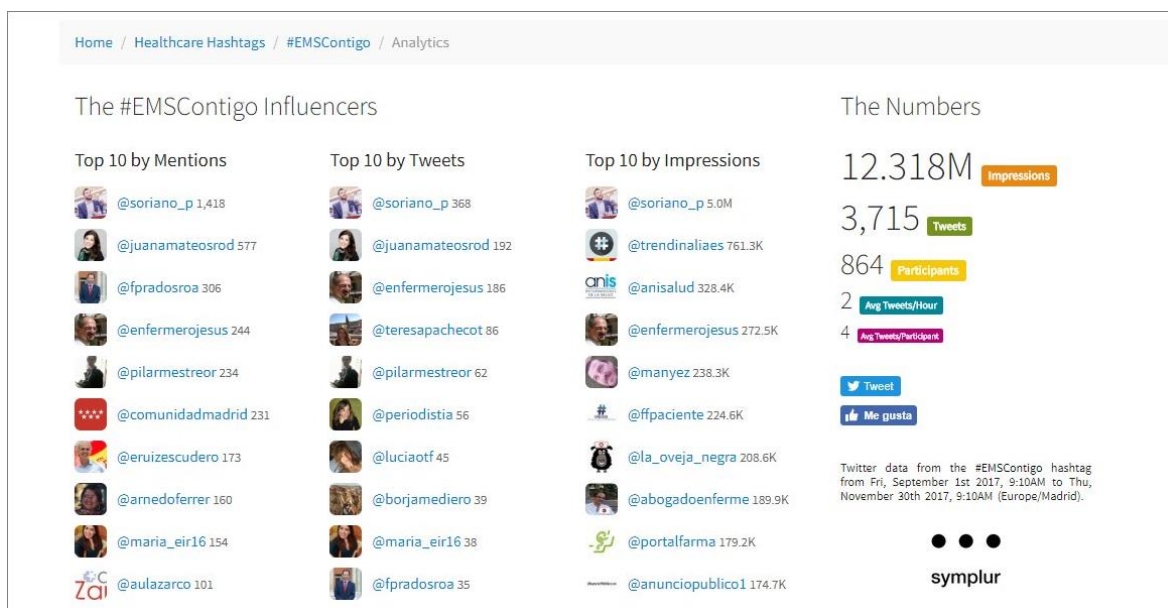 Home / Healthcare Hashtags / #EMSContigo / Analytics
The #EMSContigo Influencers
Top 10 by Mentions
@soriano_p 1,418
@juanamateosrod 577
@fpradosroa 306
@enfermerojesus 244
@pilarmestreor 234
@comunidadmadrid 231
@eruizescudero 173
@arnedoferrer 160
@maria_eir16 154
@aulazarco 101
Top 10 by Tweets
@soriano_p 368
@juanamateosrod 192
@enfermerojesus 186
@teresapachecot 86
@pilarmestreor 62
@periodistia 56
@luciaotf 45
@borjamediero 39
@maria_eir16 38
@fpradosroa 35
Top 10 by Impressions
@soriano_p 5.0M
@trendinaliaes 761.3K
anis
@anisalud 328.4K
@enfermerojesus 272.5K
@manyez 238.3K
#
@ffpaciente 224.6K
@la_oveja_negra 208.6K
@abogadoenferme 189.9K
@portalfarma 179.2K
@anunciopublico1 174.7K
The Numbers
12.318M Impressions
3,715 Tweets
864 Participants
2 Avg Tweets/Hour
4 Avg Tweets/Participant
Tweet
Me gusta
Twitter data from the #EMSContigo hashtag
from Fri, September 1st 2017, 9:10AM to Thu,
November 30th 2017, 9:10AM (Europe/Madrid).
symplur